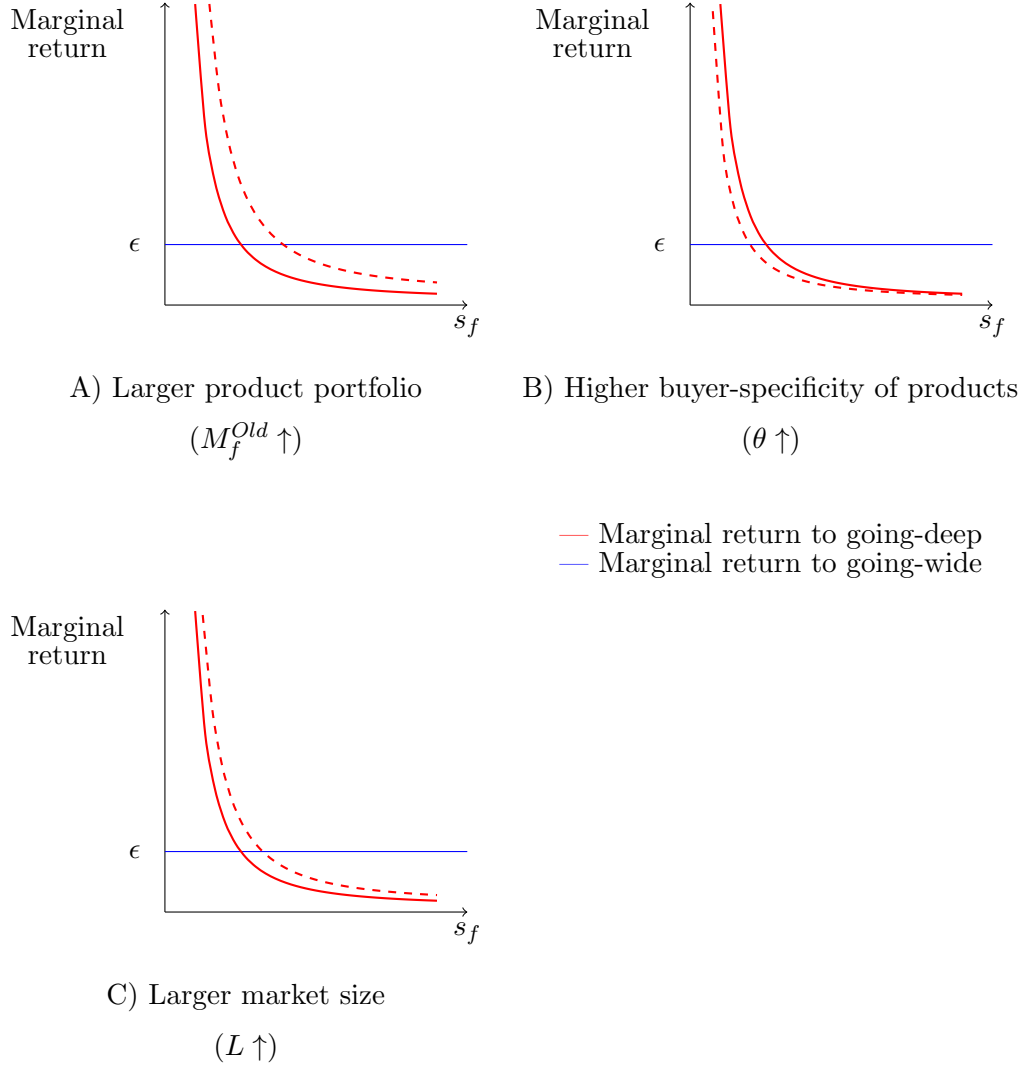 Marginal
return
ϵ
s_f
A) Larger product portfolio
(M_f^{Old} ↑)
Marginal
return
ϵ
s_f
B) Higher buyer-specificity of products
(θ ↑)
Marginal return to going-deep
Marginal return to going-wide
Marginal
return
ϵ
s_f
C) Larger market size
(L ↑)